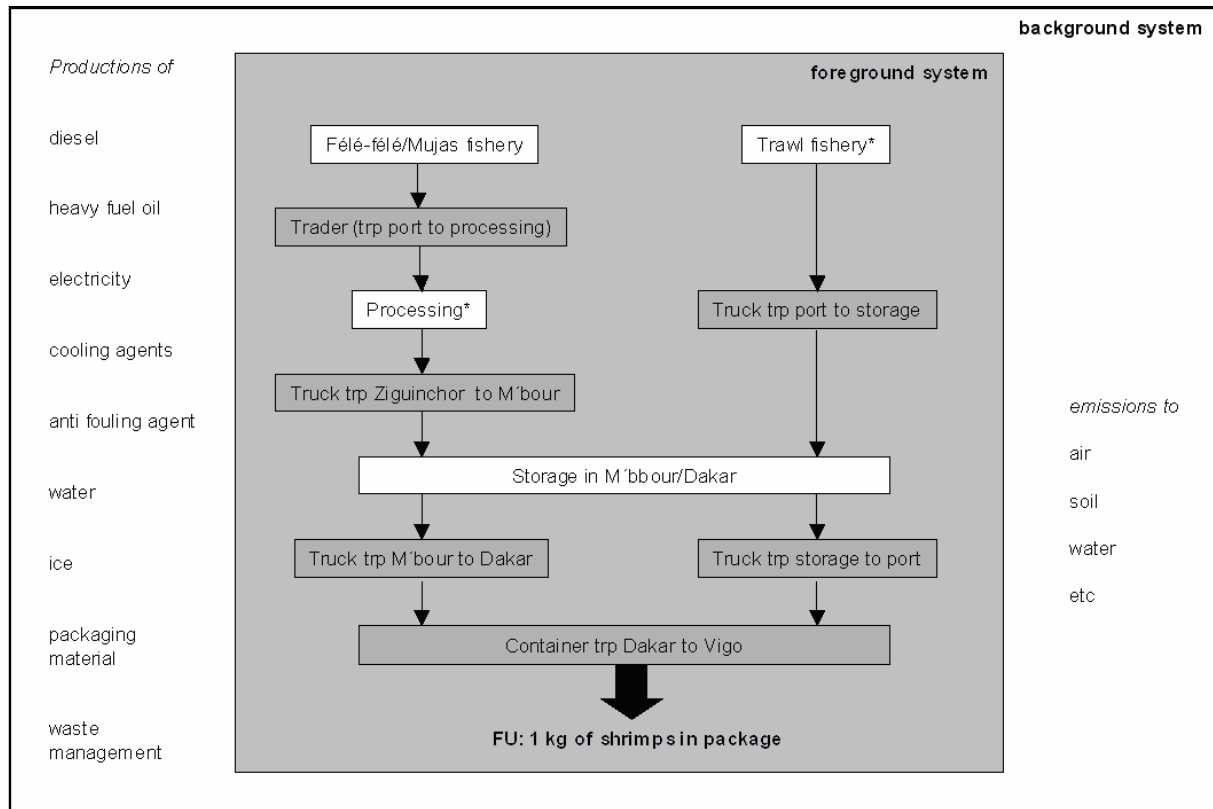 background system
Productions of
diesel
heavy fuel oil
electricity
cooling agents
anti fouling agent
water
ice
packaging
material
waste
management
foreground system
Félé-félé/Mujas fishery
Trawl fishery*
Trader (trp port to processing)
Processing*
Truck trp port to storage
Truck trp Ziguinchor to M´bour
Storage in M´bbour/Dakar
Truck trp M´bour to Dakar
Truck trp storage to port
Container trp Dakar to Vigo
FU: 1 kg of shrimps in package
emissions to
air
soil
water
etc